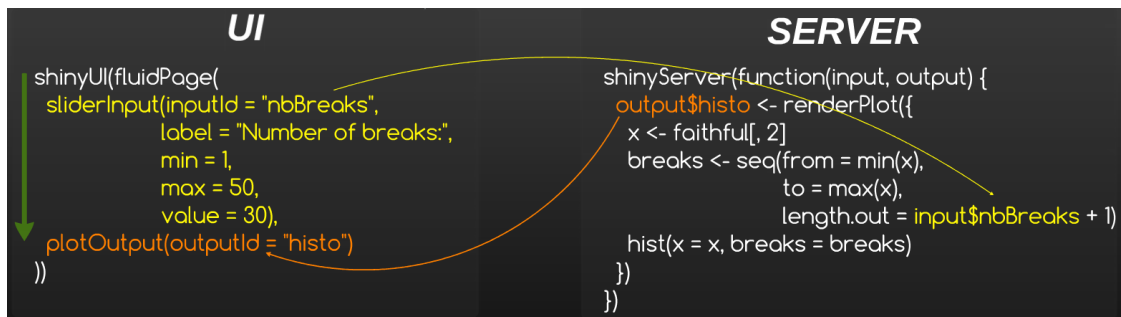 UI
shinyUI(fluidPage(
sliderInput(inputId = "nbBreaks",
label = "Number of breaks:",
min = 1,
max = 50,
value = 30),
plotOutput(outputId = "histo")
))
SERVER
shinyServer(function(input, output) {
output$histo <- renderPlot({
x <- faithful[, 2]
breaks <- seq(from = min(x),
to = max(x),
length.out = input$nbBreaks + 1)
hist(x = x, breaks = breaks)
})
})